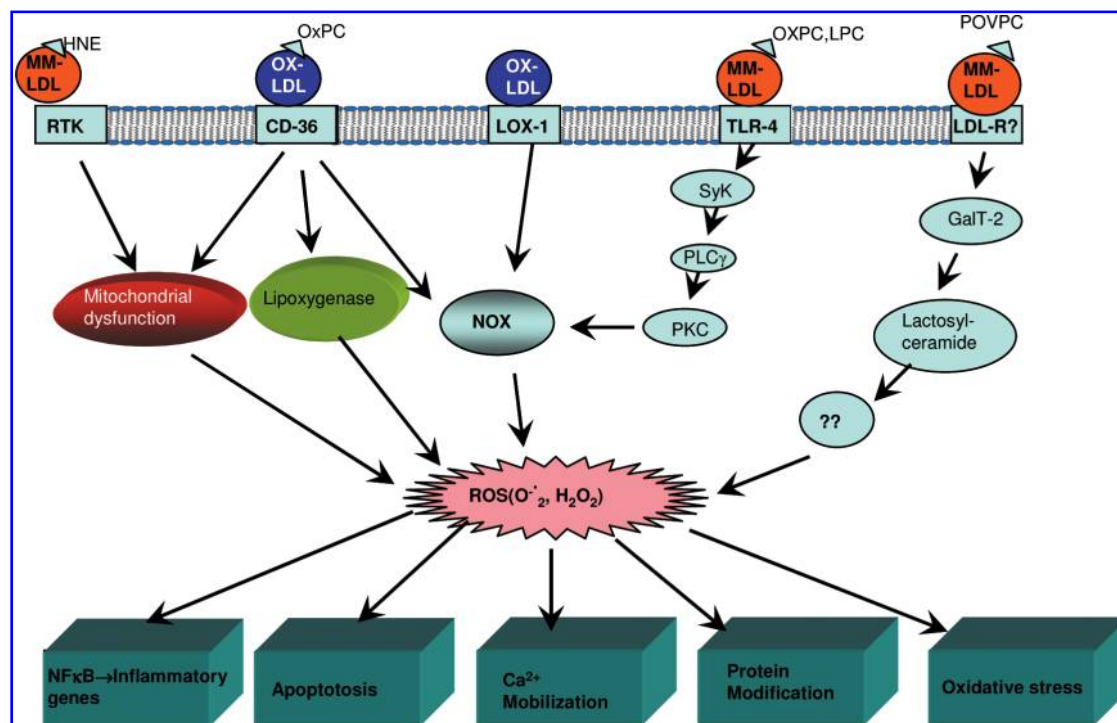 HNE
MM-
LDL
RTK
OxPC
OX-
LDL
CD-36
OX-
LDL
LOX-1
OXPC,LPC
MM-
LDL
TLR-4
POVPC
MM-
LDL
LDL-R?
SyK
PLCγ
PKC
GalT-2
Lactosyl-
ceramide
??
Mitochondrial
dysfunction
Lipoxygenase
NOX
ROS(O⁻˙₂, H₂O₂)
NFκB→Inflammatory
genes
Apoptotosis
Ca²⁺
Mobilization
Protein
Modification
Oxidative stress